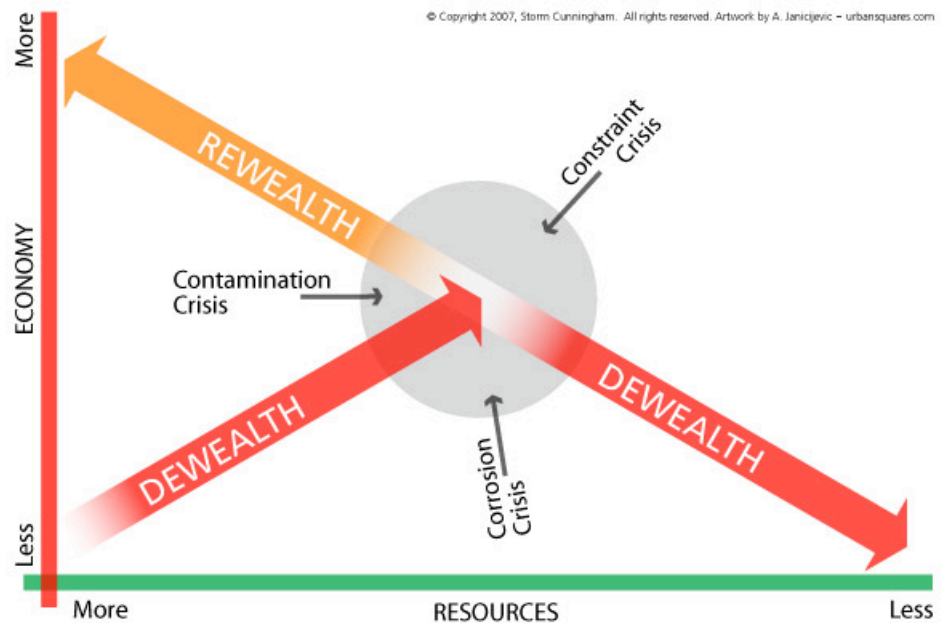 © Copyright 2007, Storm Cunningham. All rights reserved. Artwork by A. Janicijevic – urbansquares.com
More
ECONOMY
Less
REWEALTH
Constraint
Crisis
Contamination
Crisis
DEWEALTH
DEWEALTH
Corrosion
Crisis
More
RESOURCES
Less